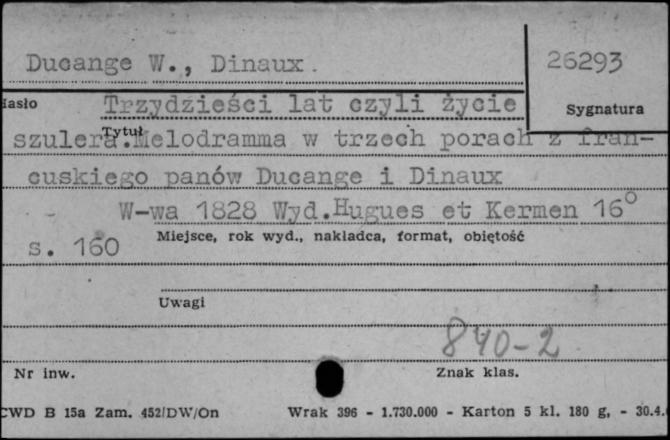 Ducange W., Dinaux.
26293
Hasło
Trzydzieści lat czyli życie
Sygnatura
Tytuł
szulera. Melodramma w trzech porach z fran-
cuskiego panów Ducange i Dinaux
W-wa 1828 Wyd. Hugues et Kermen 16°
s. 160
Miejsce, rok wyd., nakładca, format, objętość
Uwagi
840-2
Nr inw.
Znak klas.
CWD B 15a Zam. 452/DW/On Wrak 396 - 1.730.000 - Karton 5 kl. 180 g, - 30.4.